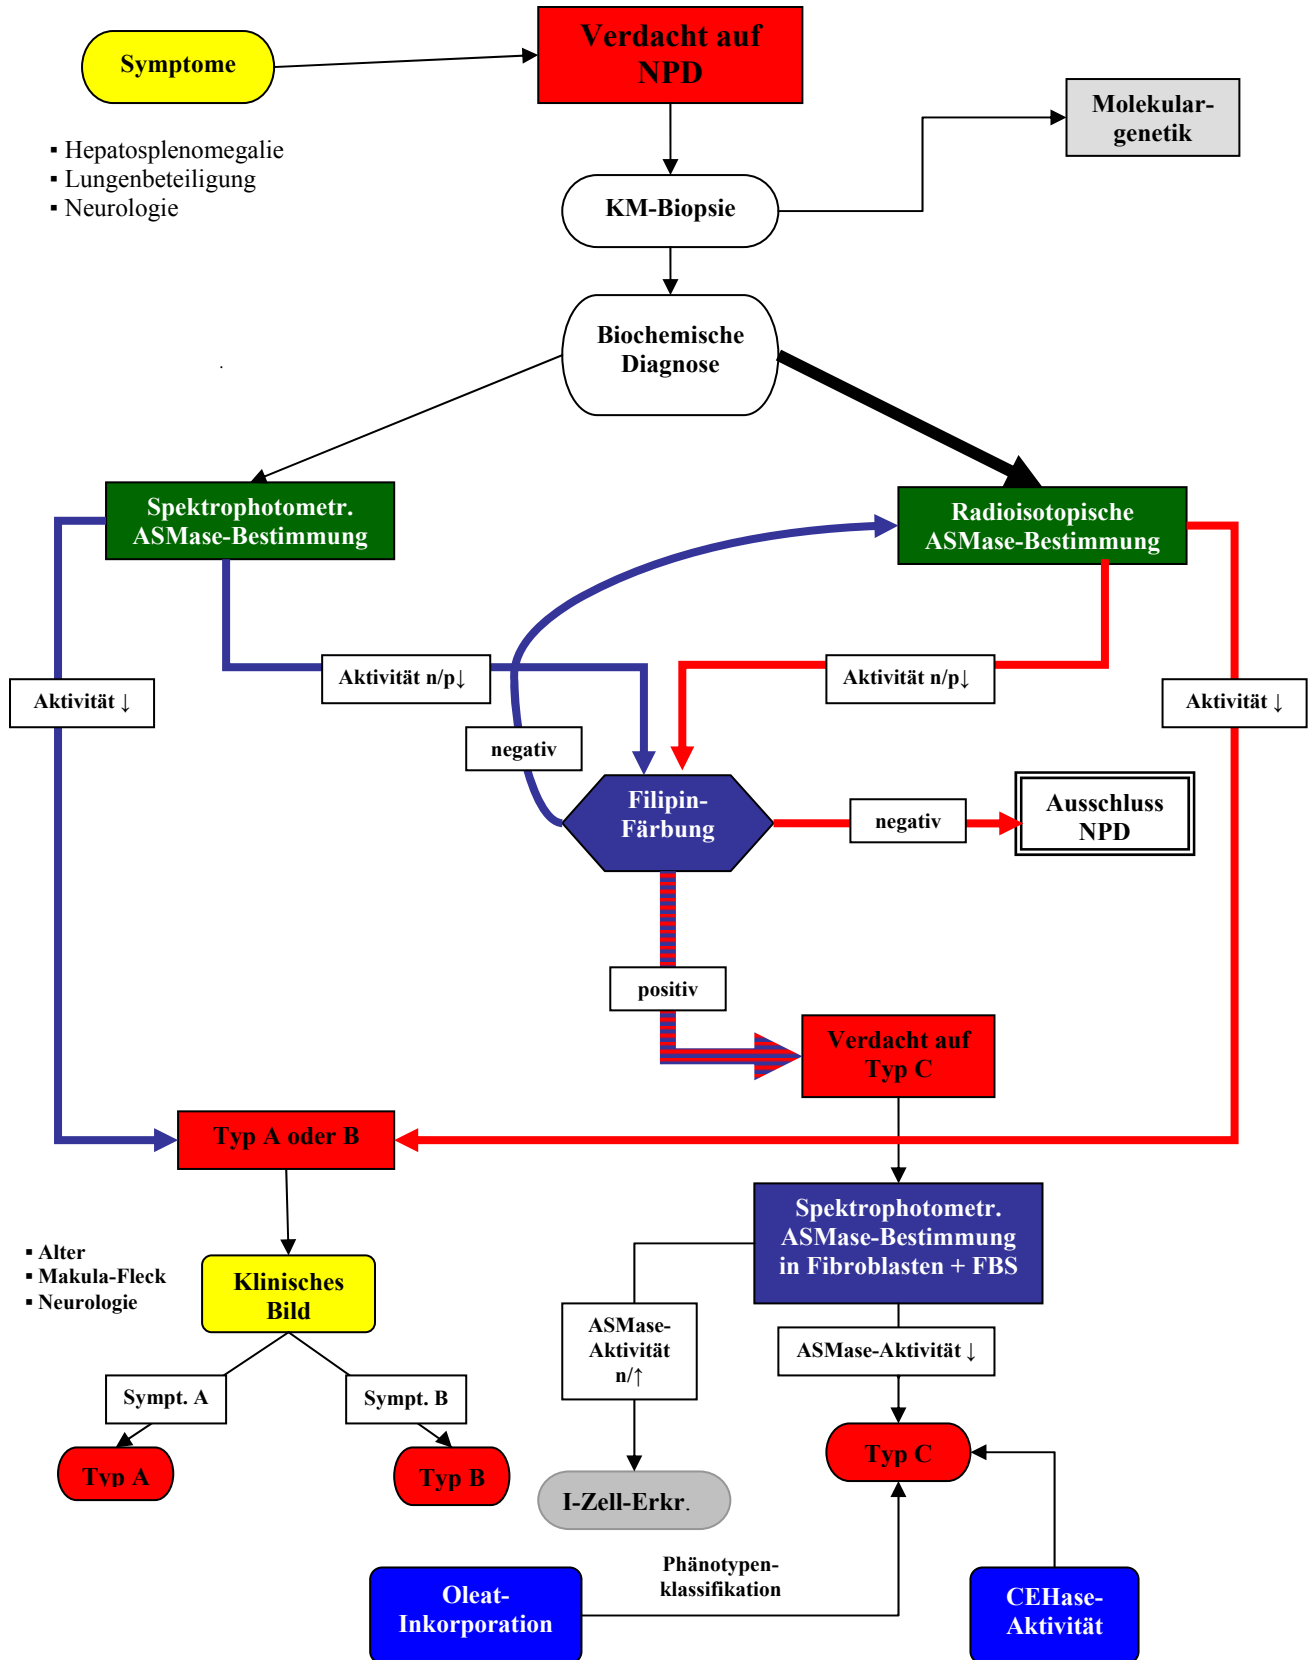 Verdacht auf
NPD
Symptome
Molekular-
genetik
▪ Hepatosplenomegalie
▪ Lungenbeteiligung
▪ Neurologie
KM-Biopsie
Biochemische
Diagnose
Spektrophotometr.
ASMase-Bestimmung
Radioisotopische
ASMase-Bestimmung
Aktivität n/p↓
Aktivität n/p↓
Aktivität ↓
Aktivität ↓
negativ
Filipin-
Färbung
negativ
Ausschluss
NPD
positiv
Verdacht auf
Typ C
Typ A oder B
Spektrophotometr.
ASMase-Bestimmung
in Fibroblasten + FBS
▪ Alter
▪ Makula-Fleck
▪ Neurologie
Klinisches
Bild
ASMase-
Aktivität
n/↑
ASMase-Aktivität ↓
Sympt. A
Sympt. B
Typ A
Typ B
Typ C
I-Zell-Erkr.
Phänotypen-
klassifikation
Oleat-
Inkorporation
CEHase-
Aktivität